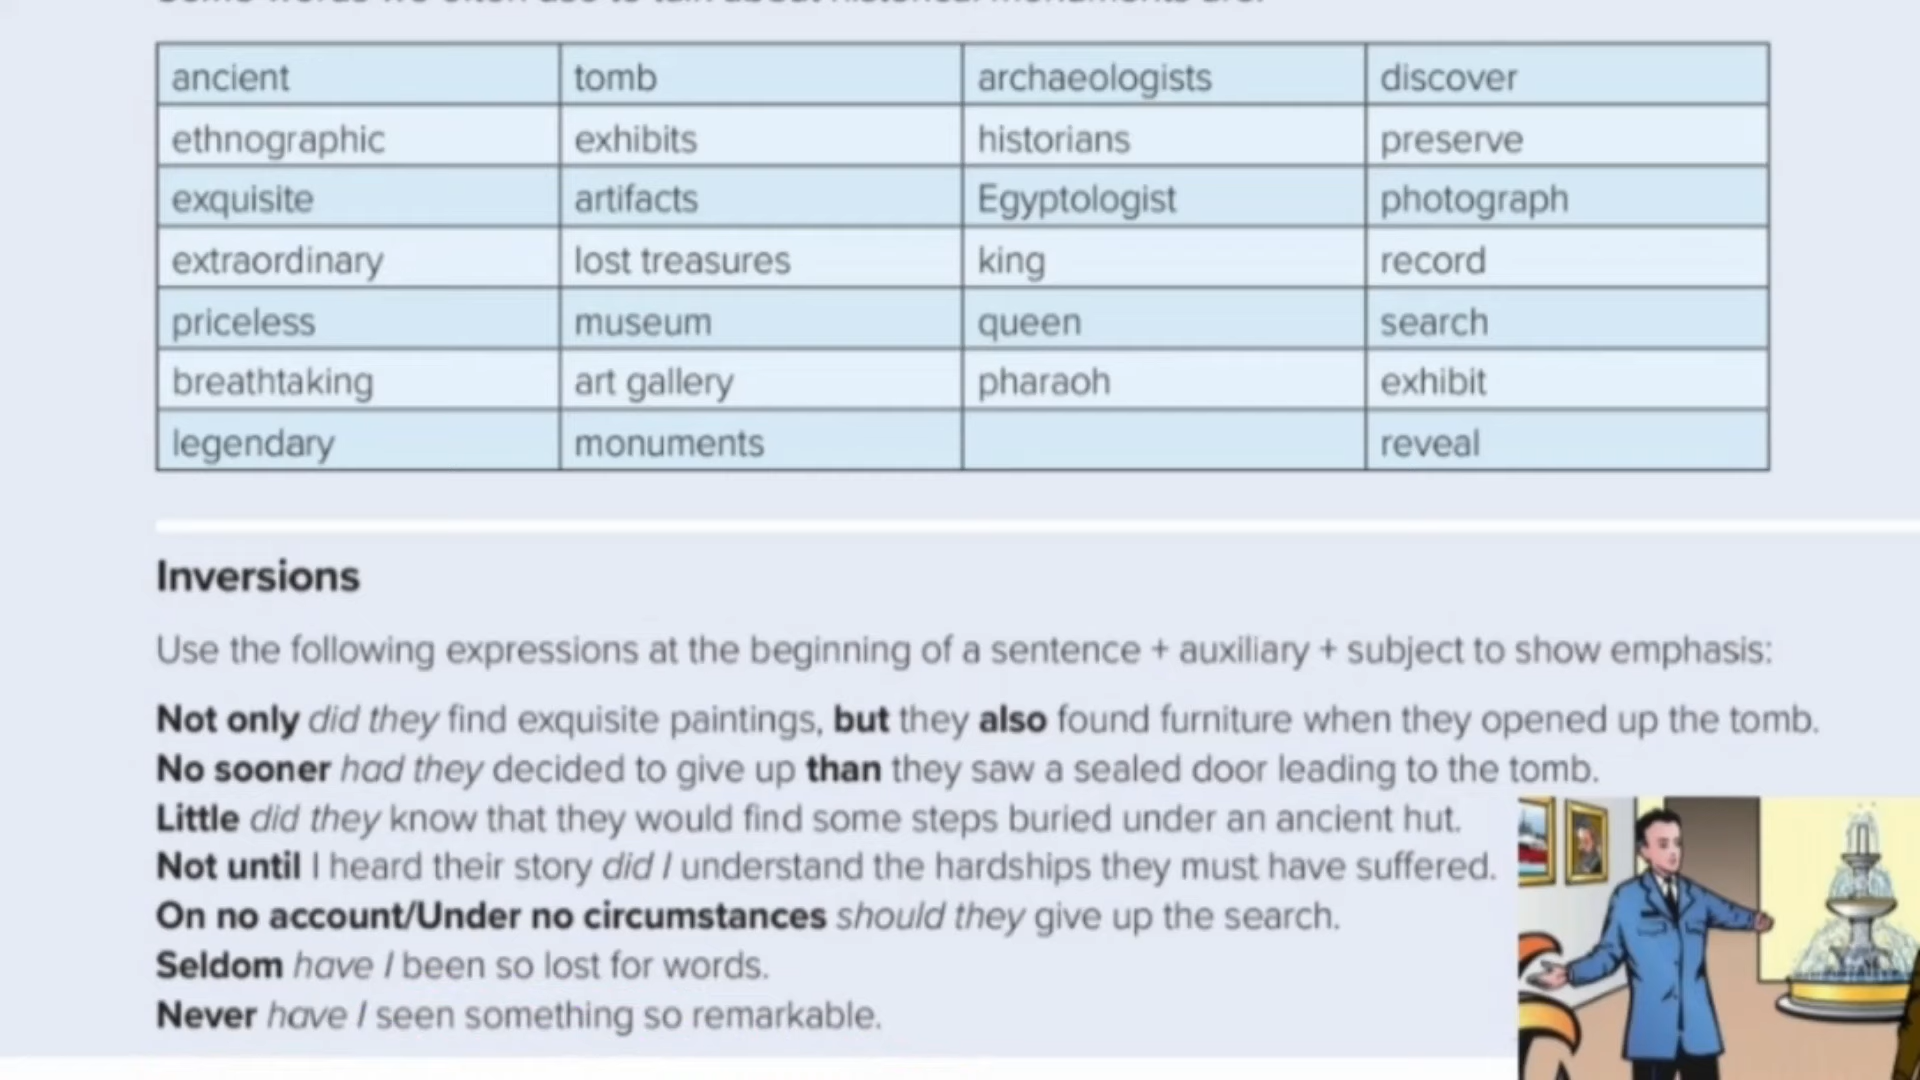 ancient tomb archaeologists discover
ethnographic exhibits historians preserve
exquisite artifacts Egyptologist photograph
extraordinary lost treasures king record
priceless museum queen search
breathtaking art gallery pharaoh exhibit
legendary monuments reveal
Inversions
Use the following expressions at the beginning of a sentence + auxiliary + subject to show emphasis:
Not only did they find exquisite paintings, but they also found furniture when they opened up the tomb.
No sooner had they decided to give up than they saw a sealed door leading to the tomb.
Little did they know that they would find some steps buried under an ancient hut.
Not until I heard their story did I understand the hardships they must have suffered.
On no account/Under no circumstances should they give up the search.
Seldom have I been so lost for words.
Never have I seen something so remarkable.